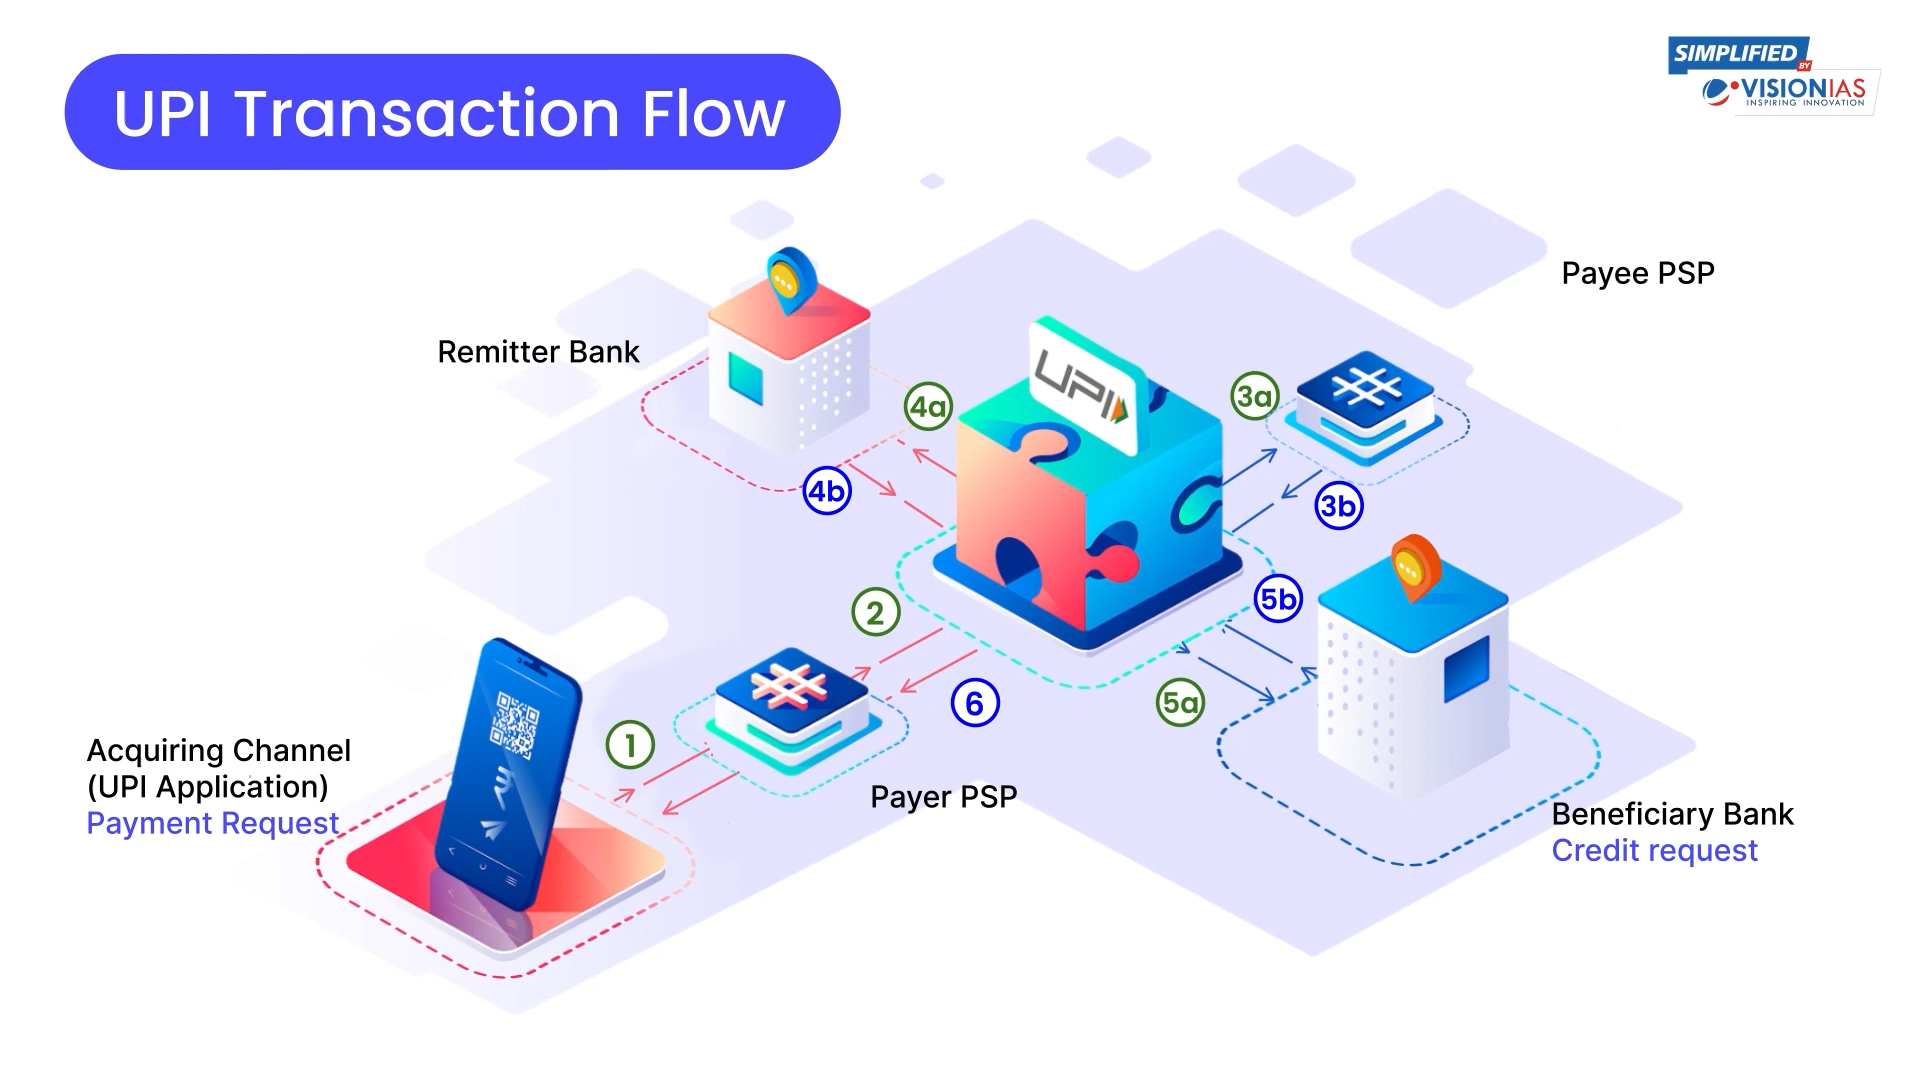 UPI Transaction Flow
SIMPLIFIED
BY
VISIONIAS
INSPIRING INNOVATION
Payee PSP
Remitter Bank
UPI
4a
3a
4b
3b
5b
2
6
5a
1
Acquiring Channel
(UPI Application)
Payment Request
₹
Payer PSP
Beneficiary Bank
Credit request